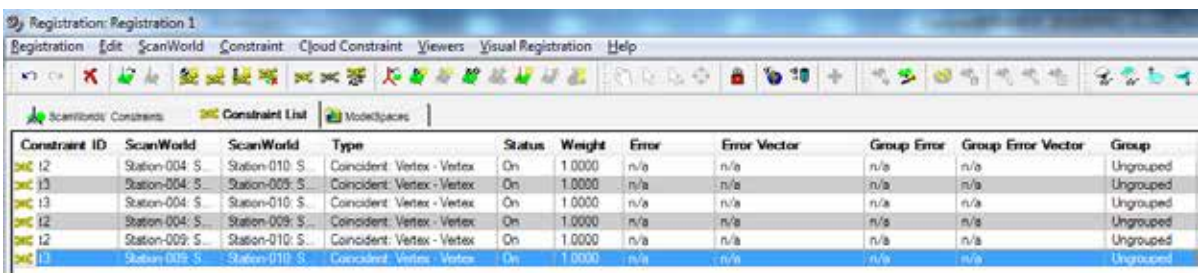 Registration: Registration 1
Registration Edit ScanWorld Constraint Cloud Constraint Viewers Visual Registration Help
ScanWorlds' Constraints Constraint List ModelSpaces
Constraint ID ScanWorld ScanWorld Type Status Weight Error Error Vector Group Error Group Error Vector Group
t2 Station-004: S... Station-010: S... Coincident: Vertex - Vertex On 1.0000 n/a n/a n/a n/a Ungrouped
t3 Station-004: S... Station-009: S... Coincident: Vertex - Vertex On 1.0000 n/a n/a n/a n/a Ungrouped
t3 Station-004: S... Station-010: S... Coincident: Vertex - Vertex On 1.0000 n/a n/a n/a n/a Ungrouped
t2 Station-004: S... Station-009: S... Coincident: Vertex - Vertex On 1.0000 n/a n/a n/a n/a Ungrouped
t2 Station-009: S... Station-010: S... Coincident: Vertex - Vertex On 1.0000 n/a n/a n/a n/a Ungrouped
t3 Station-009: S... Station-010: S... Coincident: Vertex - Vertex On 1.0000 n/a n/a n/a n/a Ungrouped